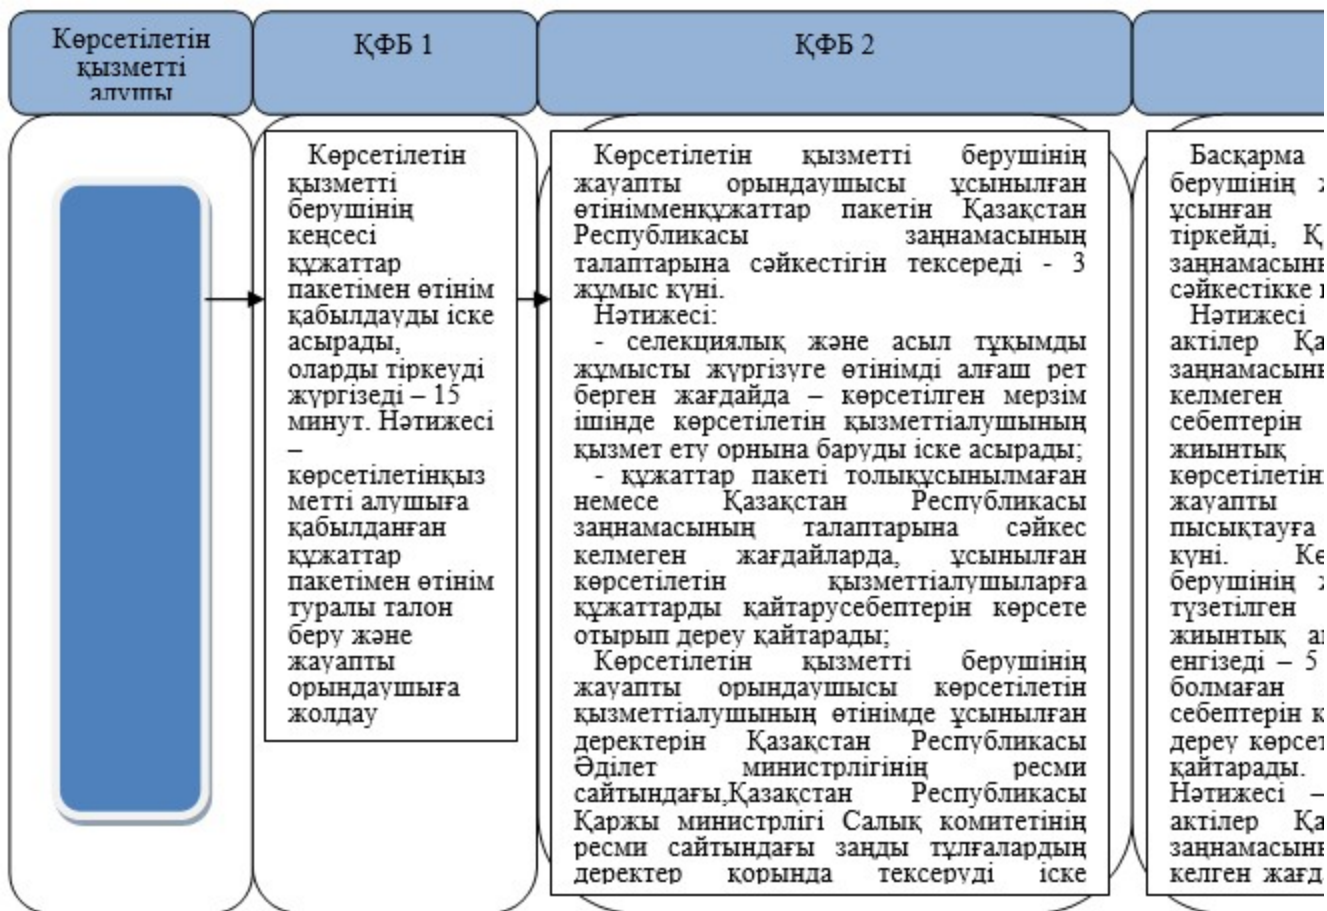 Көрсетілетін
қызметті
алушы
ҚФБ 1
ҚФБ 2
Көрсетілетін
қызметті
берушінің
кеңсесі
құжаттар
пакетімен өтінім
қабылдауды іске
асырады,
оларды тіркеуді
жүргізеді – 15
минут. Нәтижесі
–
көрсетілетінқыз
метті алушыға
қабылданған
құжаттар
пакетімен өтінім
туралы талон
беру және
жауапты
орындаушыға
жолдау
Көрсетілетін қызметті берушінің
жауапты орындаушысы ұсынылған
өтінімменқұжаттар пакетін Қазақстан
Республикасы заңнамасының
талаптарына сәйкестігін тексереді - 3
жұмыс күні.
Нәтижесі:
- селекциялық және асыл тұқымды
жұмысты жүргізуге өтінімді алғаш рет
берген жағдайда – көрсетілген мерзім
ішінде көрсетілетін қызметтіалушының
қызмет ету орнына баруды іске асырады;
- құжаттар пакеті толықұсынылмаған
немесе Қазақстан Республикасы
заңнамасының талаптарына сәйкес
келмеген жағдайларда, ұсынылған
көрсетілетін қызметтіалушыларға
құжаттарды қайтарусебептерін көрсете
отырып дереу қайтарады;
Көрсетілетін қызметті берушінің
жауапты орындаушысы көрсетілетін
қызметтіалушының өтінімде ұсынылған
деректерін Қазақстан Республикасы
Әділет министрлігінің ресми
сайтындағы,Қазақстан Республикасы
Қаржы министрлігі Салық комитетінің
ресми сайтындағы заңды тұлғалардың
деректер қорында тексеруді іске
Басқарма
берушінің
ұсынған
тіркейді,
сәйкестікке
Нәтижесі
актілер
келмеген
себептерін
жиынтық
жауапты
пысықтауға
күні.
берушінің
түзетілген
жиынтық
енгізеді – 5
болмаған
себептерін
дереу
қайтарады.
Нәтижесі –
актілер
келген